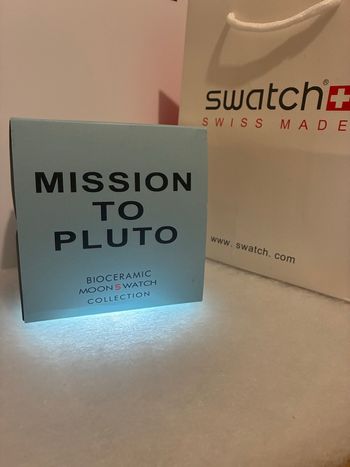 MISSION
TO
PLUTO
BIOCERAMIC
MOONSWATCH
COLLECTION
swatch®
SWISS MADE
www. swatch. com